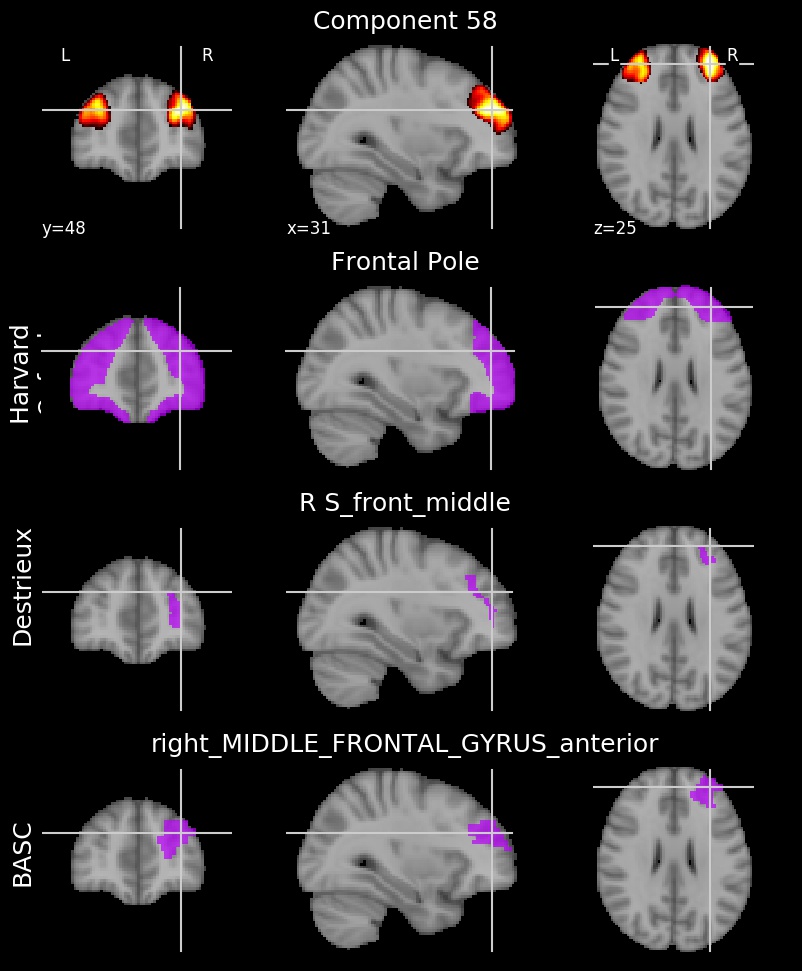 Component 58
L R
L R
y=48
x=31
z=25
Frontal Pole
Harvard
R S_front_middle
Destrieux
right_MIDDLE_FRONTAL_GYRUS_anterior
BASC